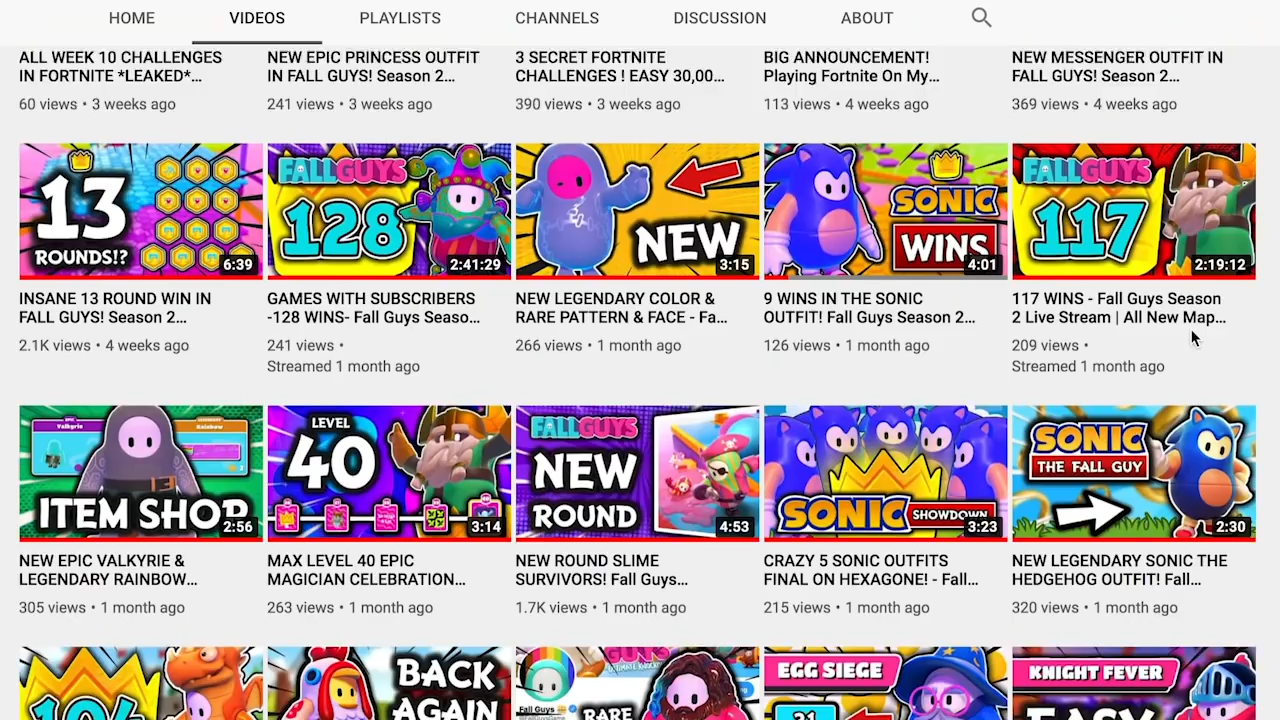 HOME VIDEOS PLAYLISTS CHANNELS DISCUSSION ABOUT
ALL WEEK 10 CHALLENGES
IN FORTNITE *LEAKED*...
60 views • 3 weeks ago
NEW EPIC PRINCESS OUTFIT
IN FALL GUYS! Season 2...
241 views • 3 weeks ago
3 SECRET FORTNITE
CHALLENGES ! EASY 30,00...
390 views • 3 weeks ago
BIG ANNOUNCEMENT!
Playing Fortnite On My...
113 views • 4 weeks ago
NEW MESSENGER OUTFIT IN
FALL GUYS! Season 2...
369 views • 4 weeks ago
13
ROUNDS!?
6:39
INSANE 13 ROUND WIN IN
FALL GUYS! Season 2...
2.1K views • 4 weeks ago
FALL GUYS
128
2:41:29
GAMES WITH SUBSCRIBERS
-128 WINS- Fall Guys Seaso...
241 views •
Streamed 1 month ago
NEW
3:15
NEW LEGENDARY COLOR &
RARE PATTERN & FACE - Fa...
266 views • 1 month ago
SONIC
WINS
4:01
9 WINS IN THE SONIC
OUTFIT! Fall Guys Season 2...
126 views • 1 month ago
FALL GUYS
117
2:19:12
117 WINS - Fall Guys Season
2 Live Stream | All New Map...
209 views •
Streamed 1 month ago
Valkyrie
Rainbow
ITEM SHOP
2:56
NEW EPIC VALKYRIE &
LEGENDARY RAINBOW...
305 views • 1 month ago
LEVEL
40
3:14
MAX LEVEL 40 EPIC
MAGICIAN CELEBRATION...
263 views • 1 month ago
FALL GUYS
NEW
ROUND
4:53
NEW ROUND SLIME
SURVIVORS! Fall Guys...
1.7K views • 1 month ago
SONIC SHOWDOWN
3:23
CRAZY 5 SONIC OUTFITS
FINAL ON HEXAGONE! - Fall...
215 views • 1 month ago
SONIC
THE FALL GUY
2:30
NEW LEGENDARY SONIC THE
HEDGEHOG OUTFIT! Fall...
320 views • 1 month ago
104
BACK
AGAIN
GUYS
Fall Guys
@FallGuysGame
RARE
EGG SIEGE
21
KNIGHT FEVER
EASY